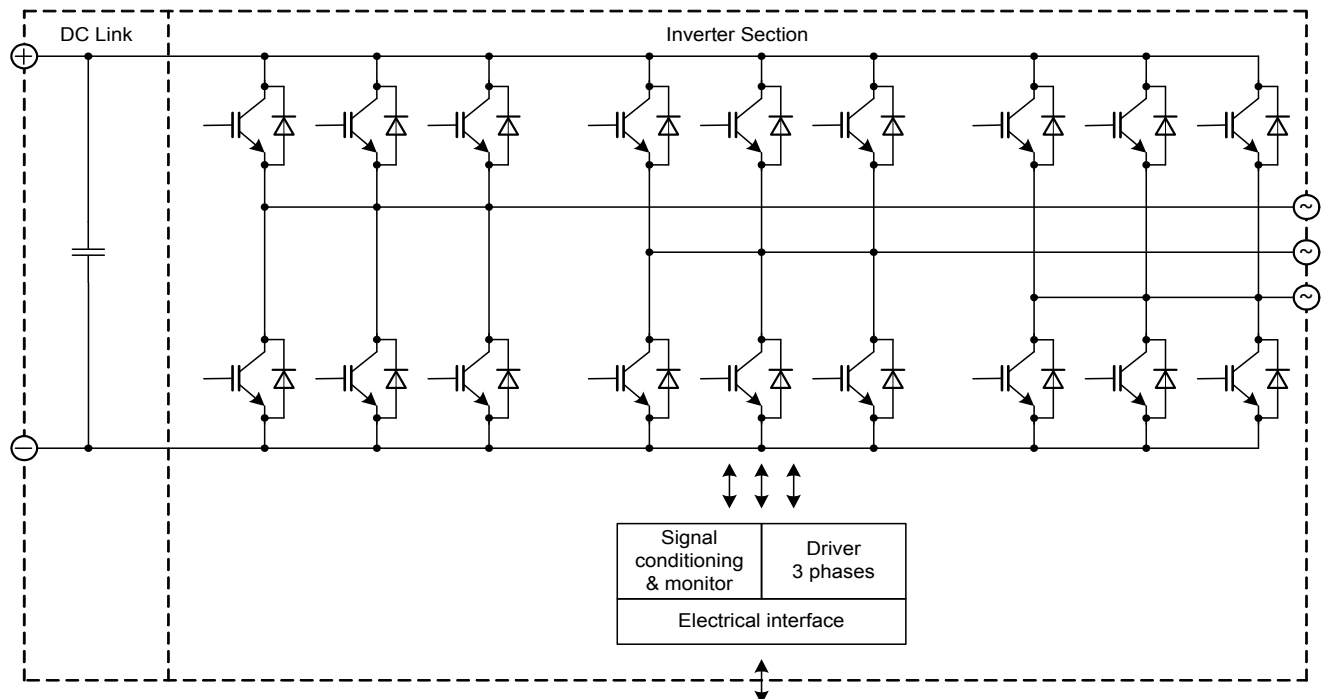 DC Link
Inverter Section
+
~
~
~
−
Signal
conditioning
& monitor
Driver
3 phases
Electrical interface